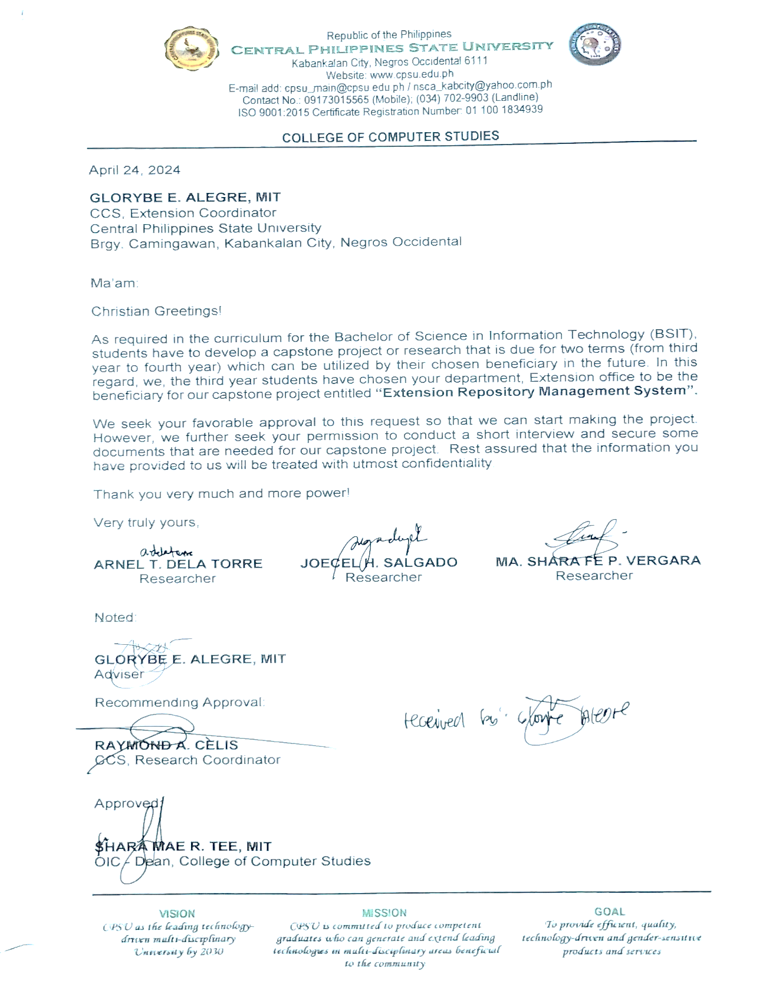 Republic of the Philippines
CENTRAL PHILIPPINES STATE UNIVERSITY
Kabankalan City, Negros Occidental 6111
Website: www.cpsu.edu.ph
E-mail add: cpsu_main@cpsu edu ph / nsca_kabcity@yahoo.com.ph
Contact No.: 09173015565 (Mobile); (034) 702-9903 (Landline)
ISO 9001:2015 Certificate Registration Number: 01 100 1834939
COLLEGE OF COMPUTER STUDIES
April 24, 2024
GLORYBE E. ALEGRE, MIT
CCS, Extension Coordinator
Central Philippines State University
Brgy. Camingawan, Kabankalan City, Negros Occidental
Ma'am:
Christian Greetings!
As required in the curriculum for the Bachelor of Science in Information Technology (BSIT),
students have to develop a capstone project or research that is due for two terms (from third
year to fourth year) which can be utilized by their chosen beneficiary in the future. In this
regard, we, the third year students have chosen your department, Extension office to be the
beneficiary for our capstone project entitled “Extension Repository Management System”.
We seek your favorable approval to this request so that we can start making the project.
However, we further seek your permission to conduct a short interview and secure some
documents that are needed for our capstone project. Rest assured that the information you
have provided to us will be treated with utmost confidentiality
Thank you very much and more power!
Very truly yours,
ARNEL T. DELA TORRE JOECEL H. SALGADO MA. SHARA FE P. VERGARA
Researcher Researcher Researcher
Noted:
GLORYBE E. ALEGRE, MIT
Adviser
Recommending Approval:
received by: Glorybe Alegre
RAYMOND A. CELIS
CCS, Research Coordinator
Approved:
SHARA MAE R. TEE, MIT
OIC - Dean, College of Computer Studies
VISION
CPSU as the leading technology-
driven multi-disciplinary
University by 2030
MISSION
CPSU is committed to produce competent
graduates who can generate and extend leading
technologies in multi-disciplinary areas beneficial
to the community
GOAL
To provide efficient, quality,
technology-driven and gender-sensitive
products and services